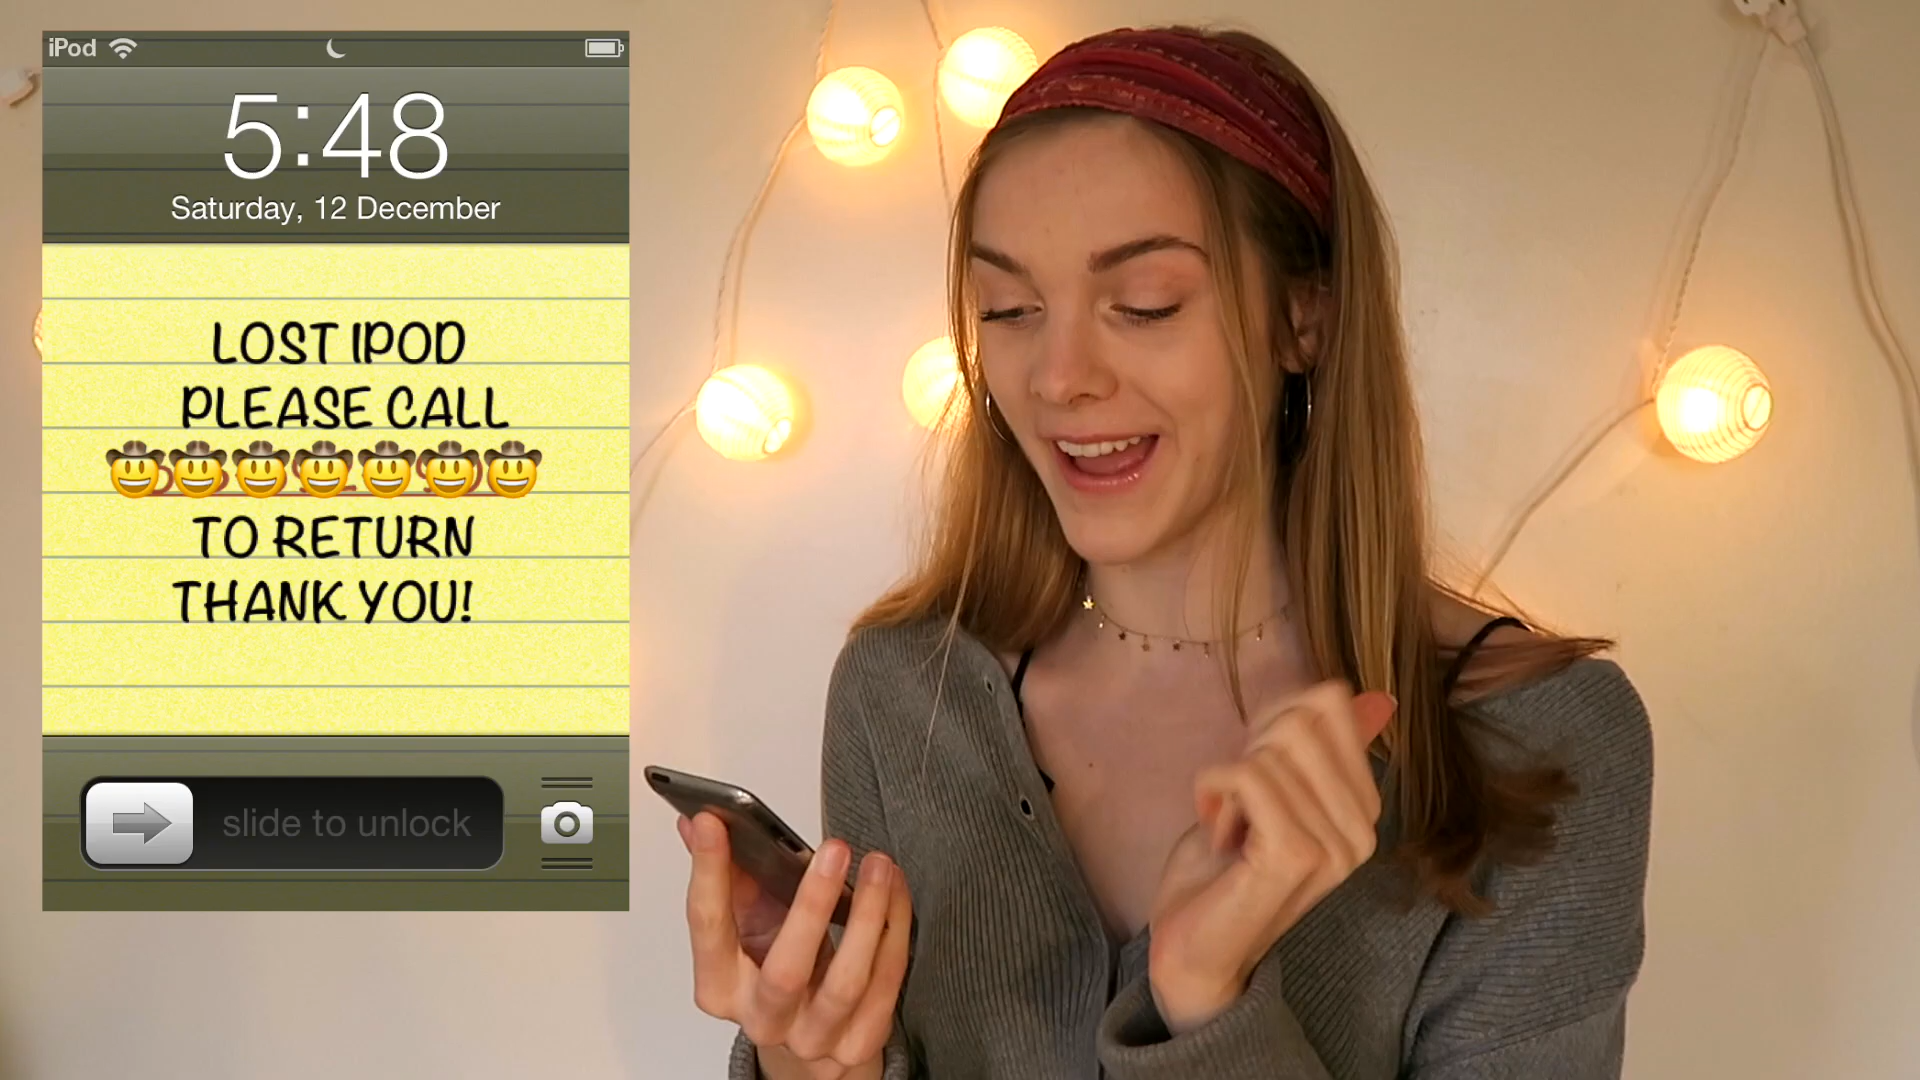 iPod
5:48
Saturday, 12 December
LOST IPOD
PLEASE CALL
🤠🤠🤠🤠🤠🤠🤠
TO RETURN
THANK YOU!
slide to unlock